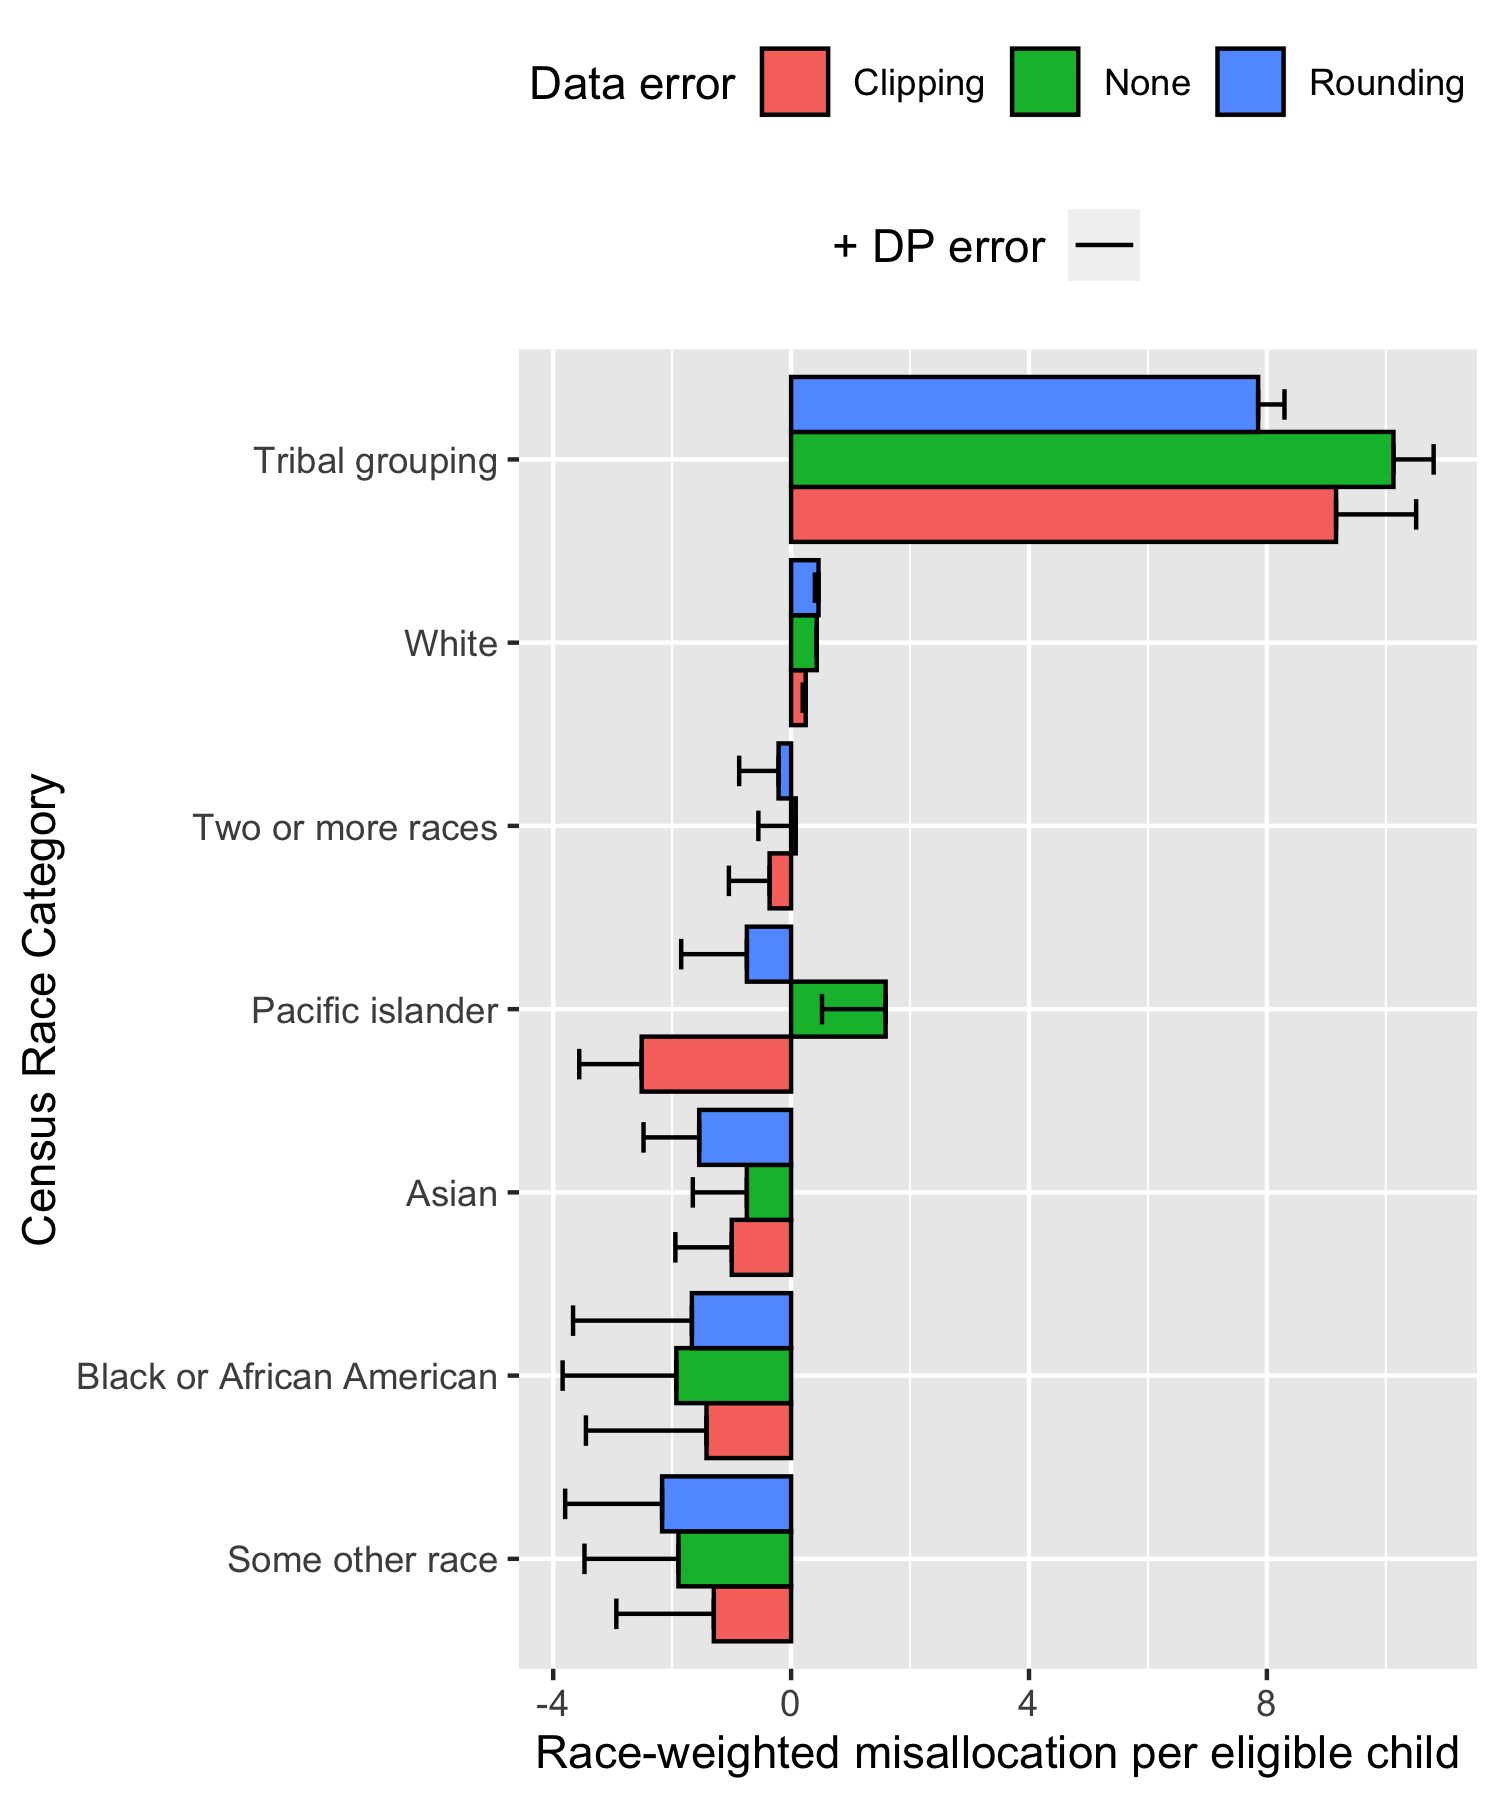 Data error Clipping None Rounding
+ DP error
Tribal grouping
White
Two or more races
Pacific islander
Asian
Black or African American
Some other race
Census Race Category
-4 0 4 8
Race-weighted misallocation per eligible child